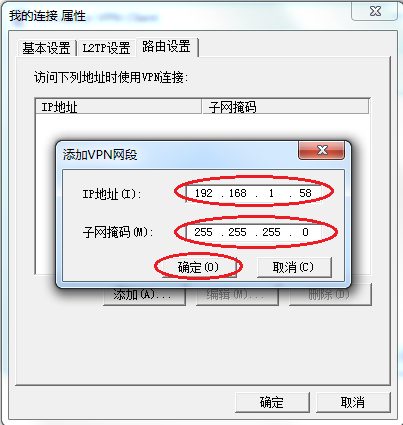 我的连接 属性
基本设置 L2TP设置 路由设置
访问下列地址时使用VPN连接:
IP地址 子网掩码
添加VPN网段
IP地址(I): 192 . 168 . 1 . 58
子网掩码(M): 255 . 255 . 255 . 0
确定(O) 取消(C)
添加(A)... 编辑(M)... 删除(D)
确定 取消